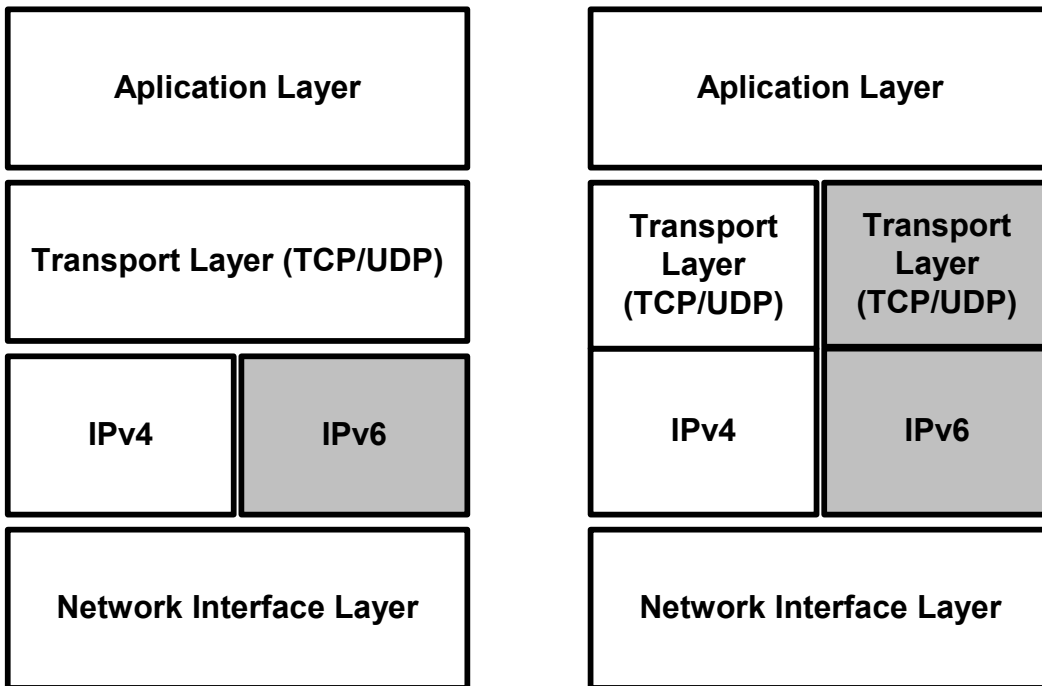 Aplication Layer
Transport Layer (TCP/UDP)
IPv4
IPv6
Network Interface Layer
Aplication Layer
Transport
Layer
(TCP/UDP)
Transport
Layer
(TCP/UDP)
IPv4
IPv6
Network Interface Layer